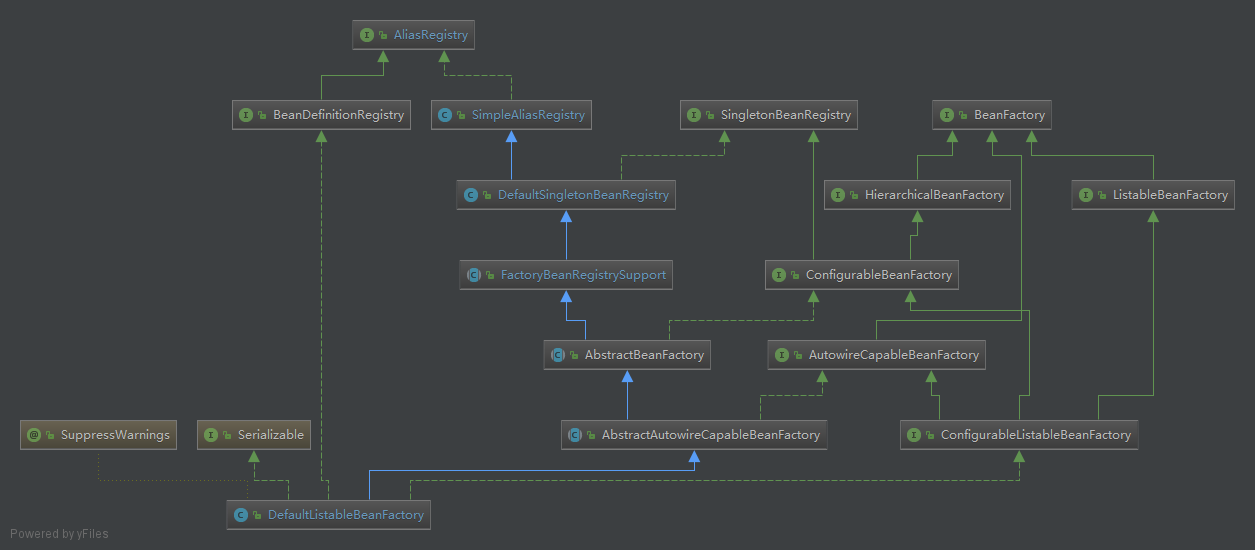 AliasRegistry
BeanDefinitionRegistry
SimpleAliasRegistry
SingletonBeanRegistry
BeanFactory
DefaultSingletonBeanRegistry
HierarchicalBeanFactory
ListableBeanFactory
FactoryBeanRegistrySupport
ConfigurableBeanFactory
AbstractBeanFactory
AutowireCapableBeanFactory
@ SuppressWarnings
Serializable
AbstractAutowireCapableBeanFactory
ConfigurableListableBeanFactory
DefaultListableBeanFactory
Powered by yFiles